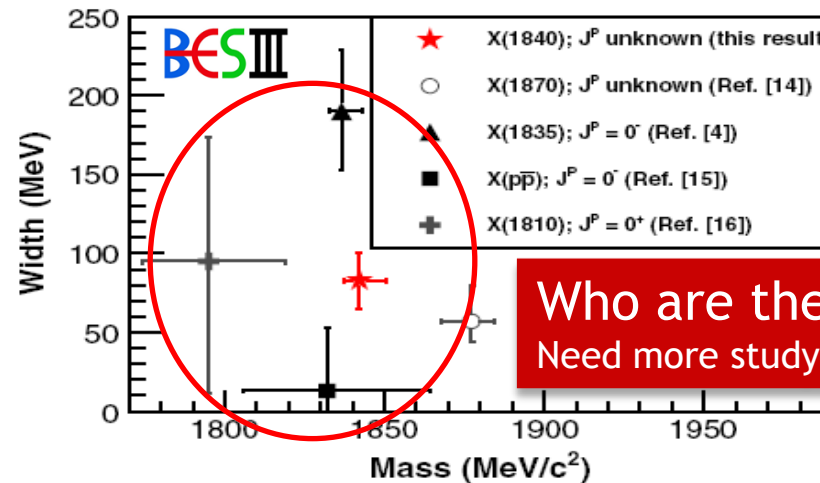 BESIII
X(1840); J^P unknown (this result
X(1870); J^P unknown (Ref. [14])
X(1835); J^P = 0^- (Ref. [4])
X(pp̅); J^P = 0^- (Ref. [15])
X(1810); J^P = 0^+ (Ref. [16])
Who are the
Need more study
250
200
150
100
50
0
Width (MeV)
1800
1850
1900
1950
Mass (MeV/c²)